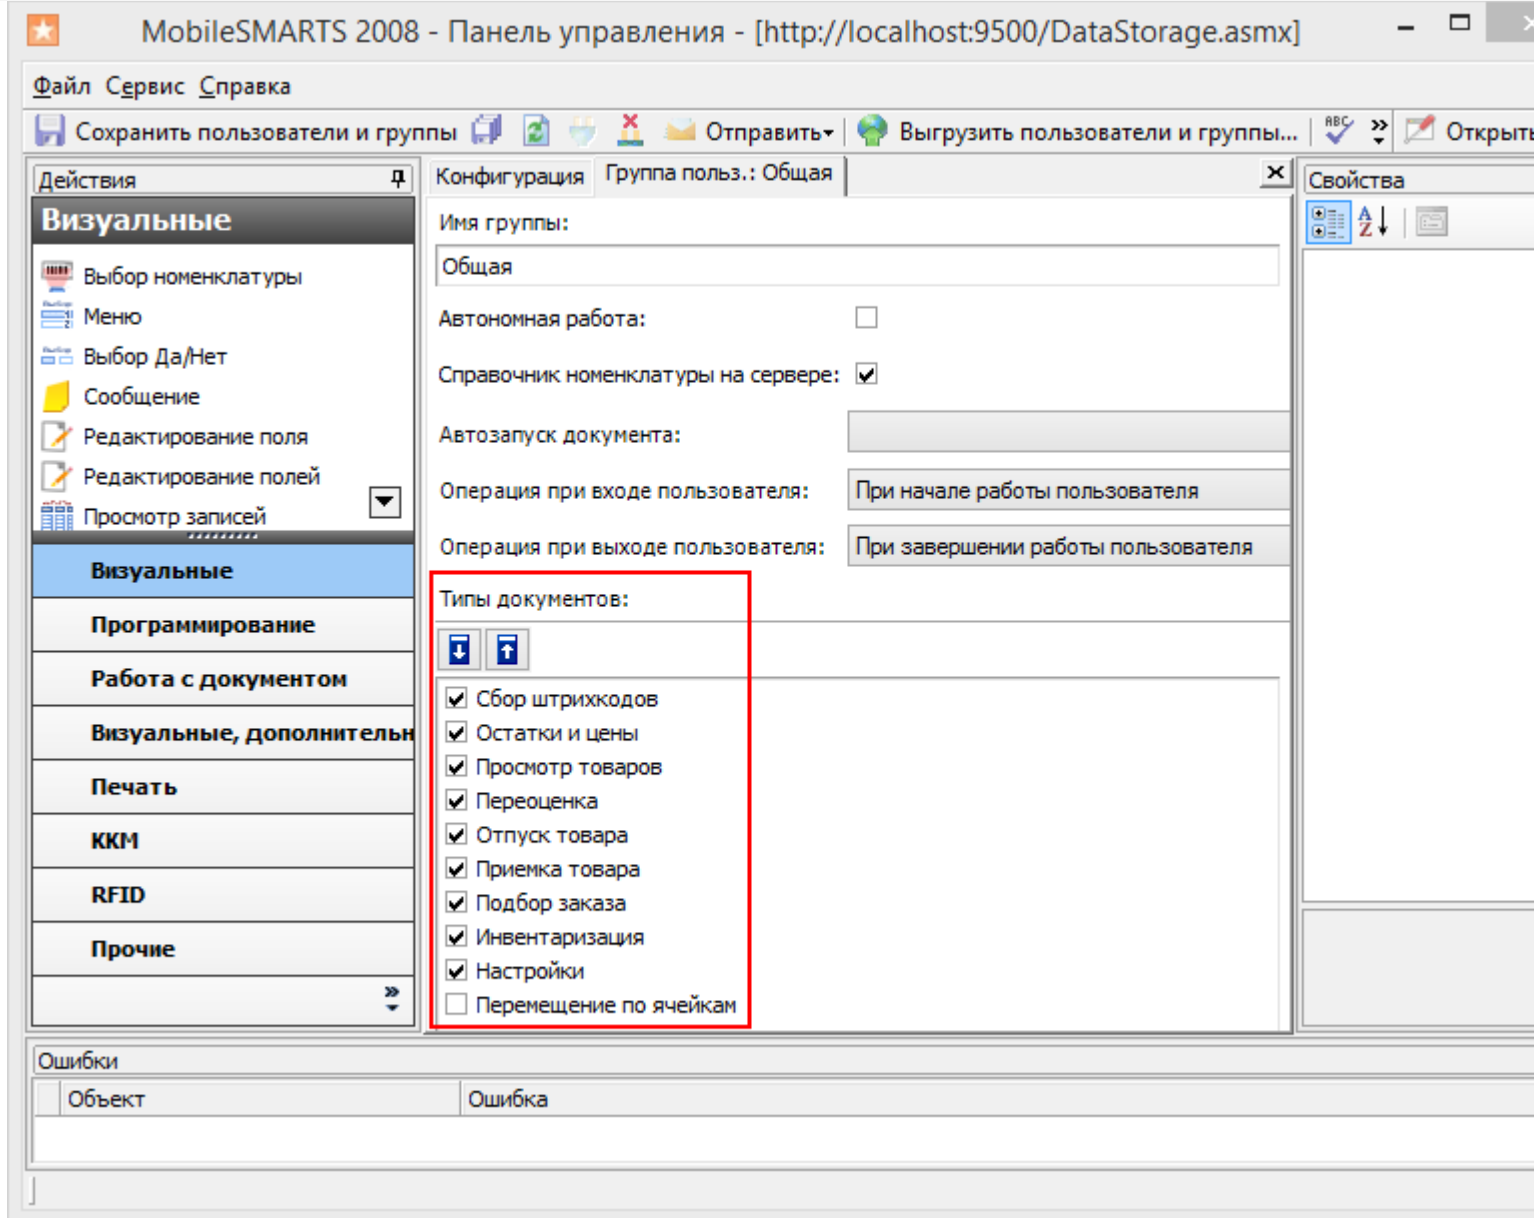 MobileSMARTS 2008 - Панель управления - [http://localhost:9500/DataStorage.asmx]
Файл Сервис Справка
Сохранить пользователи и группы Отправить Выгрузить пользователи и группы... ABC Открыть
Действия
Визуальные
Выбор номенклатуры
Меню
Выбор Да/Нет
Сообщение
Редактирование поля
Редактирование полей
Просмотр записей
Визуальные
Программирование
Работа с документом
Визуальные, дополнительн
Печать
ККМ
RFID
Прочие
Конфигурация Группа польз.: Общая
Имя группы:
Общая
Автономная работа:
Справочник номенклатуры на сервере:
Автозапуск документа:
Операция при входе пользователя: При начале работы пользователя
Операция при выходе пользователя: При завершении работы пользователя
Типы документов:
Сбор штрихкодов
Остатки и цены
Просмотр товаров
Переоценка
Отпуск товара
Приемка товара
Подбор заказа
Инвентаризация
Настройки
Перемещение по ячейкам
Свойства
A
Z
Ошибки
Объект Ошибка